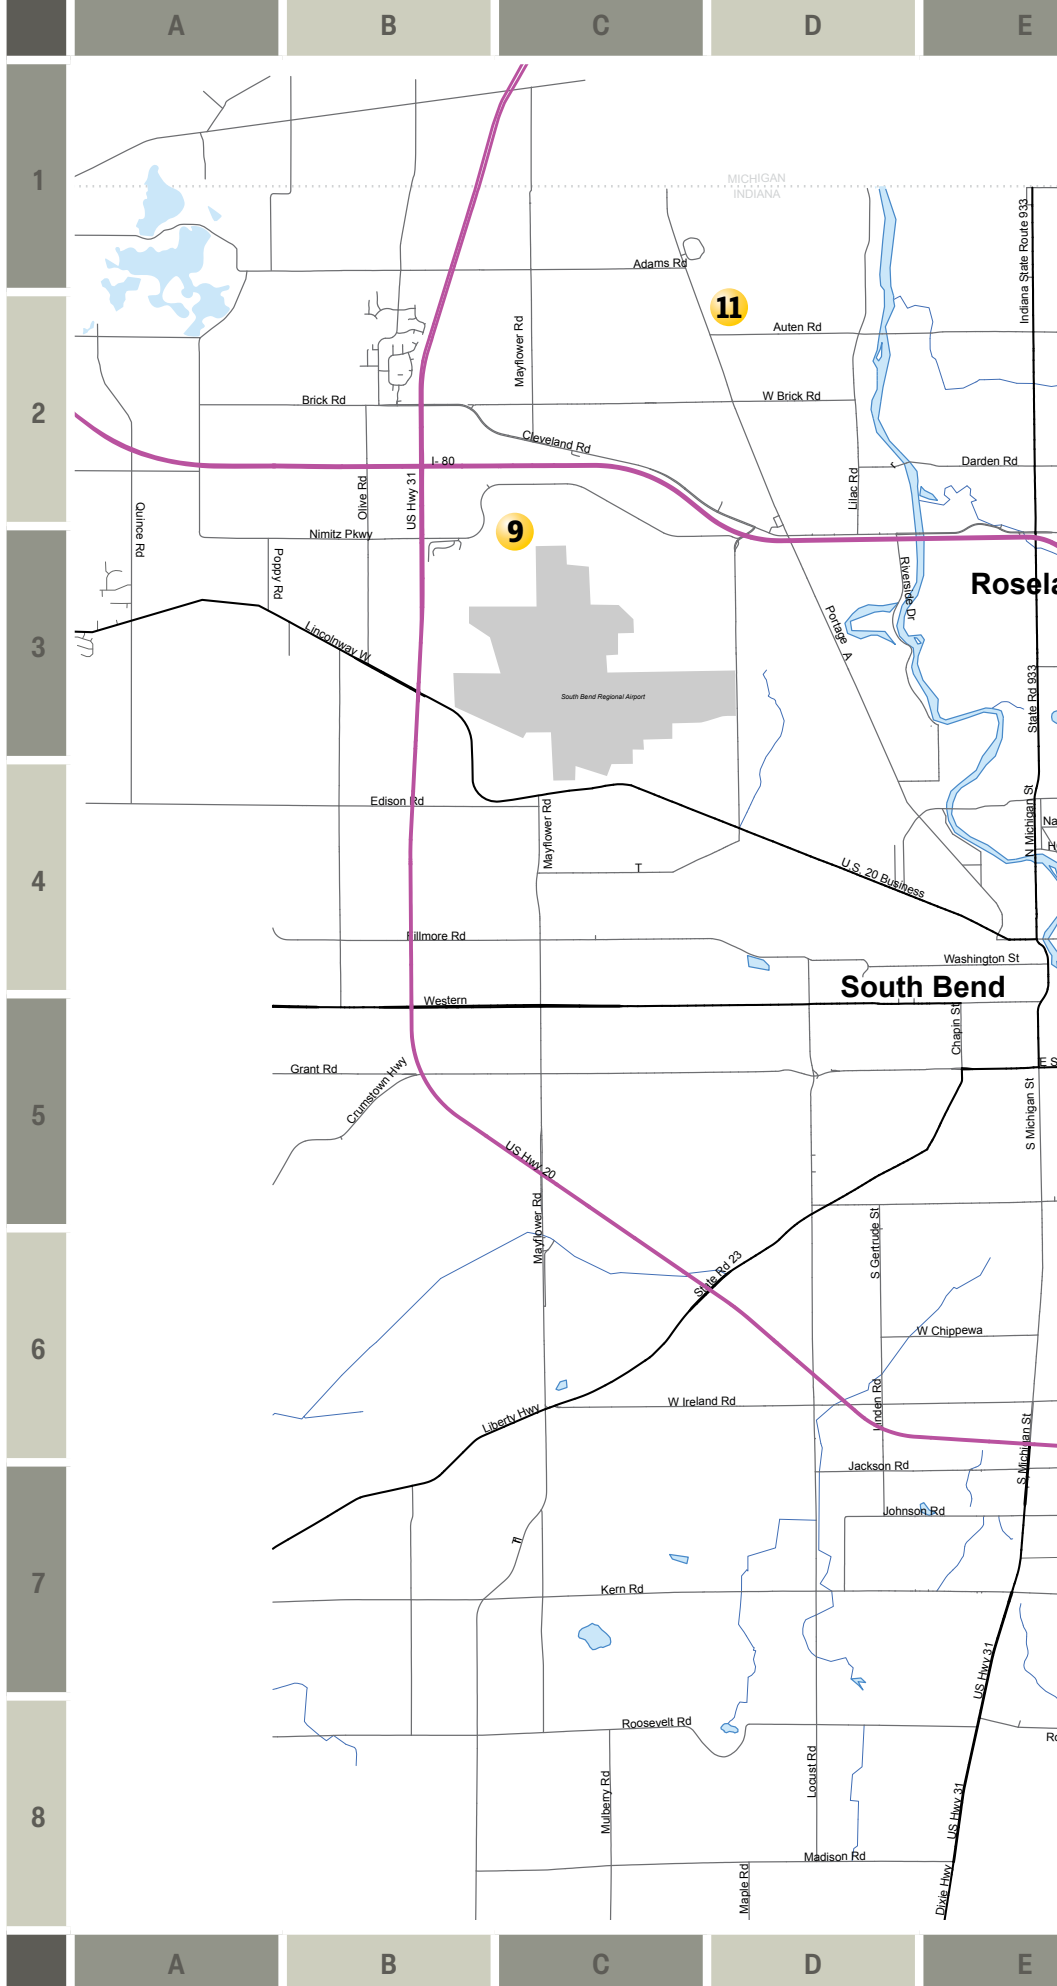 A B C D E
1
MICHIGAN
INDIANA
Indiana State Route 933
Adams Rd
11
Auten Rd
Mayflower Rd
2
Brick Rd
W Brick Rd
Cleveland Rd
I- 80
Darden Rd
Olive Rd
US Hwy 31
Lilac Rd
Quince Rd
Nimitz Pkwy
9
Poppy Rd
Riverside Dr
Rosela
Portage A
3
Lincolnway W
State Rd 933
South Bend Regional Airport
Edison Rd
Mayflower Rd
N Michigan St
Na
H
4
T
U.S. 20 Business
Fillmore Rd
Washington St
South Bend
Western
Chapin St
E S
Grant Rd
Crumstown Hwy
5
S Michigan St
US Hwy 20
Mayflower Rd
S Gertrude St
State Rd 23
6
W Chippewa
Linden Rd
W Ireland Rd
Liberty Hwy
S Michigan St
Jackson Rd
Johnson Rd
7
Kern Rd
US Hwy 31
Roosevelt Rd
Ro
Locust Rd
Mulberry Rd
US Hwy 31
8
Madison Rd
Maple Rd
Dixie Hwy
A B C D E